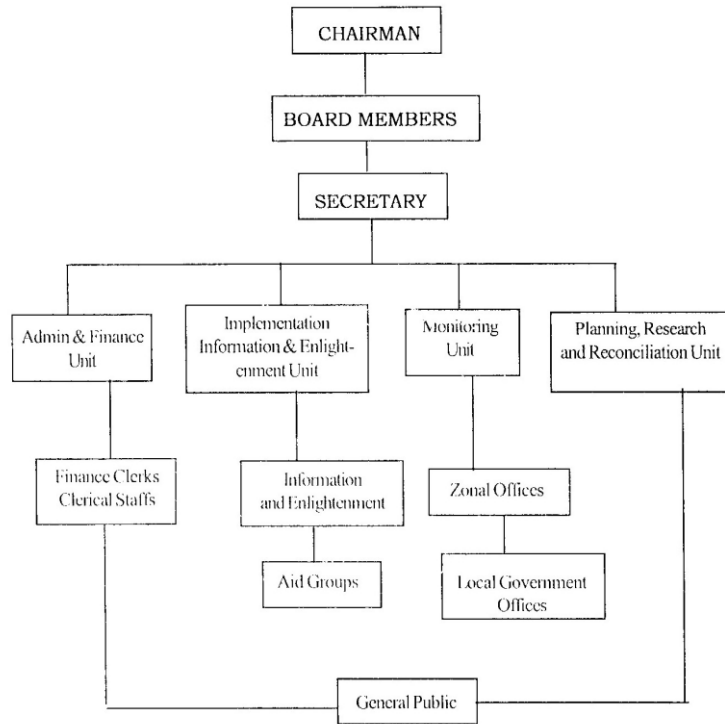 CHAIRMAN
BOARD MEMBERS
SECRETARY
Admin & Finance
Unit
Implementation
Information & Enlight-
enment Unit
Monitoring
Unit
Planning, Research
and Reconciliation Unit
Finance Clerks
Clerical Staffs
Information
and Enlightenment
Zonal Offices
Aid Groups
Local Government
Offices
General Public